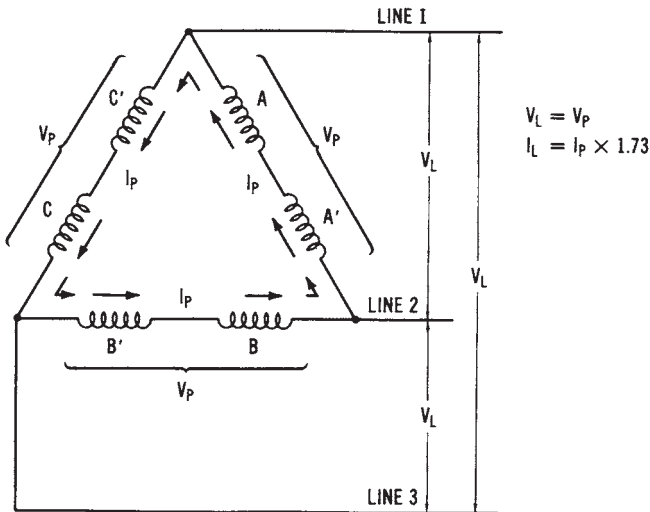 LINE 1
C'
A
V_P
V_P
V_L = V_P
I_L = I_P × 1.73
V_L
I_P
I_P
C
A'
V_L
I_P
LINE 2
B'
B
V_P
V_L
LINE 3